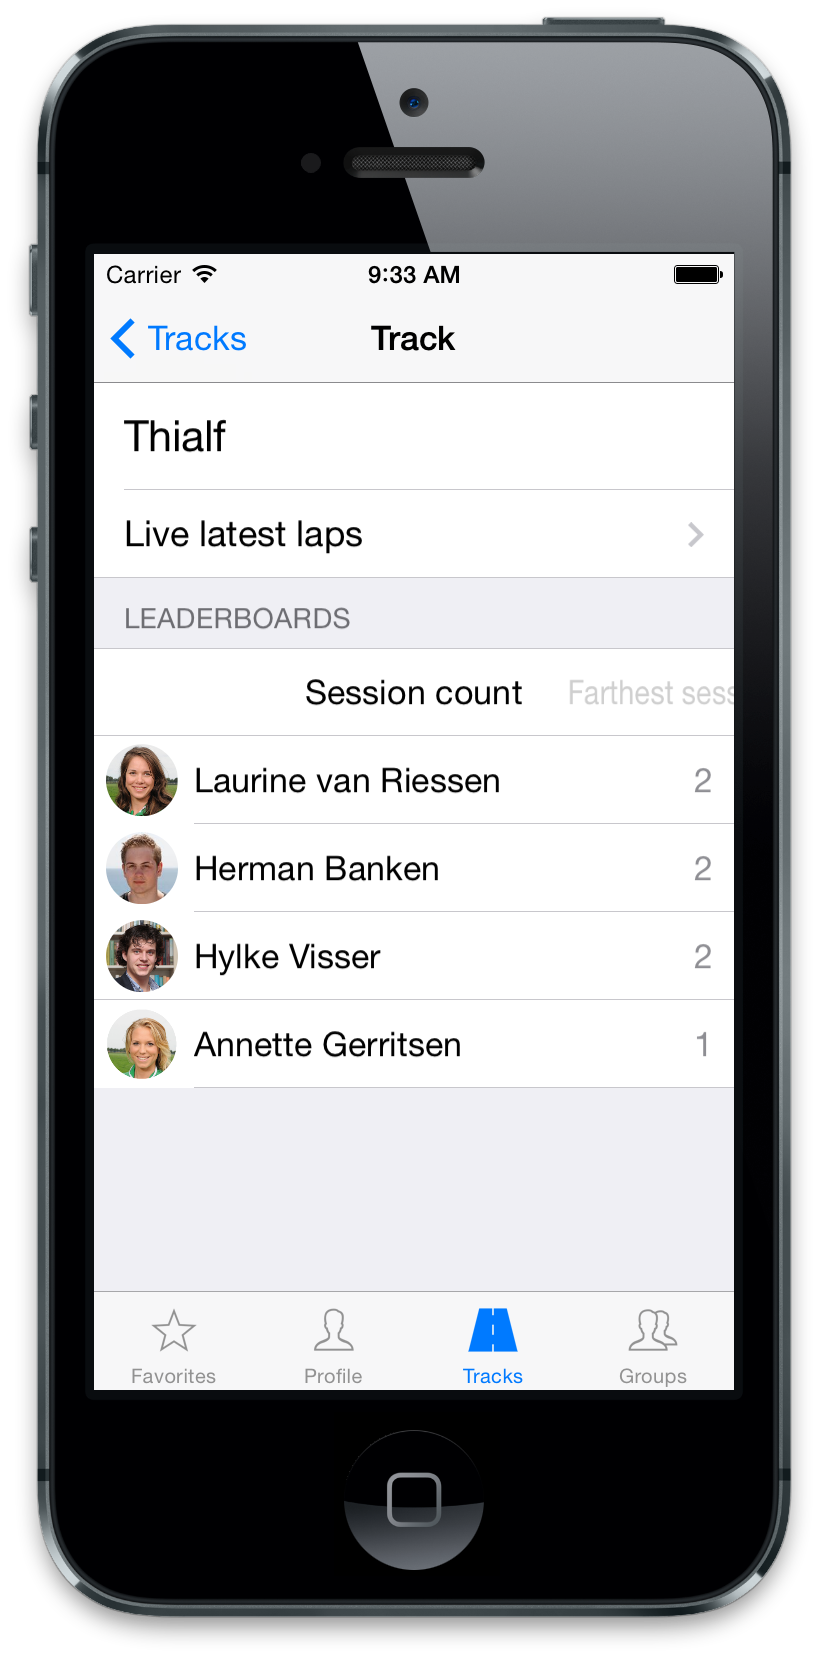 Carrier 9:33 AM
Tracks Track
Thialf
Live latest laps
LEADERBOARDS
Session count Farthest sess
Laurine van Riessen 2
Herman Banken 2
Hylke Visser 2
Annette Gerritsen 1
Favorites Profile Tracks Groups